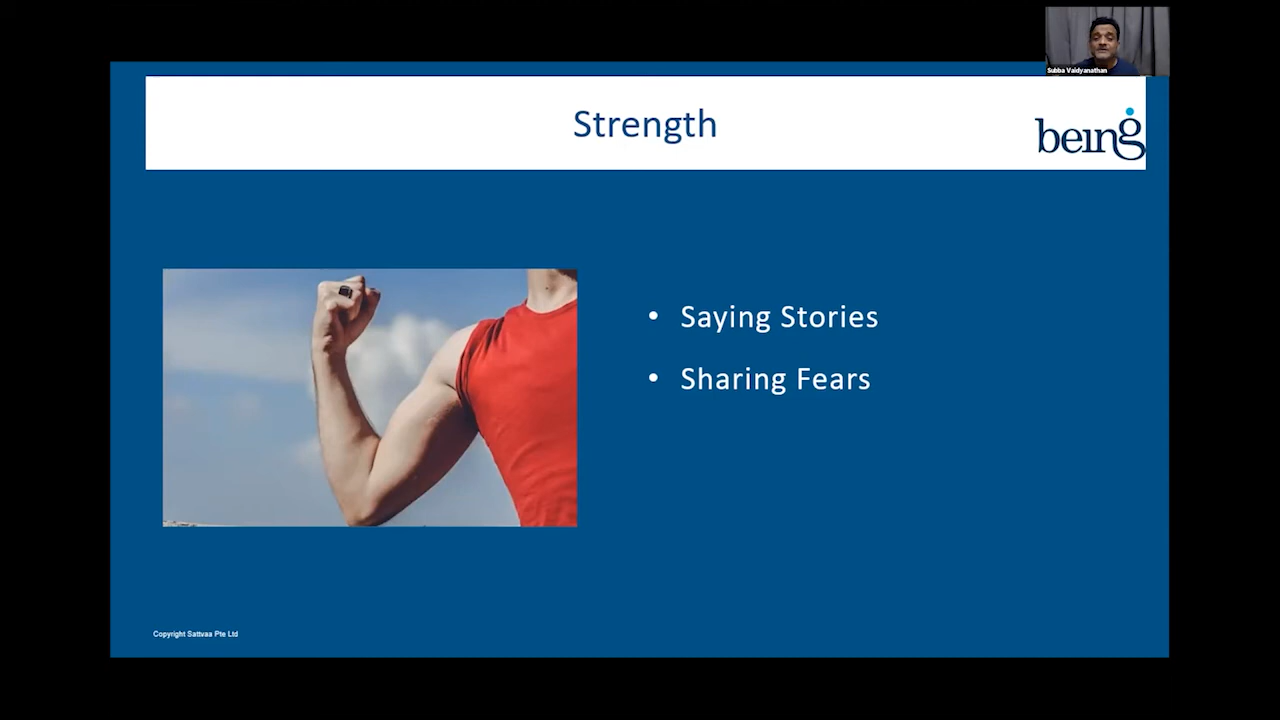 Subba Vaidyanathan
Strength
being
• Saying Stories
• Sharing Fears
Copyright Sattvaa Pte Ltd